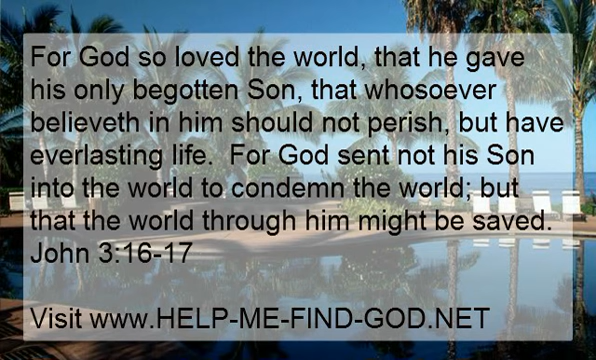 For God so loved the world, that he gave
his only begotten Son, that whosoever
believeth in him should not perish, but have
everlasting life.  For God sent not his Son
into the world to condemn the world; but
that the world through him might be saved.
John 3:16-17
Visit www.HELP-ME-FIND-GOD.NET